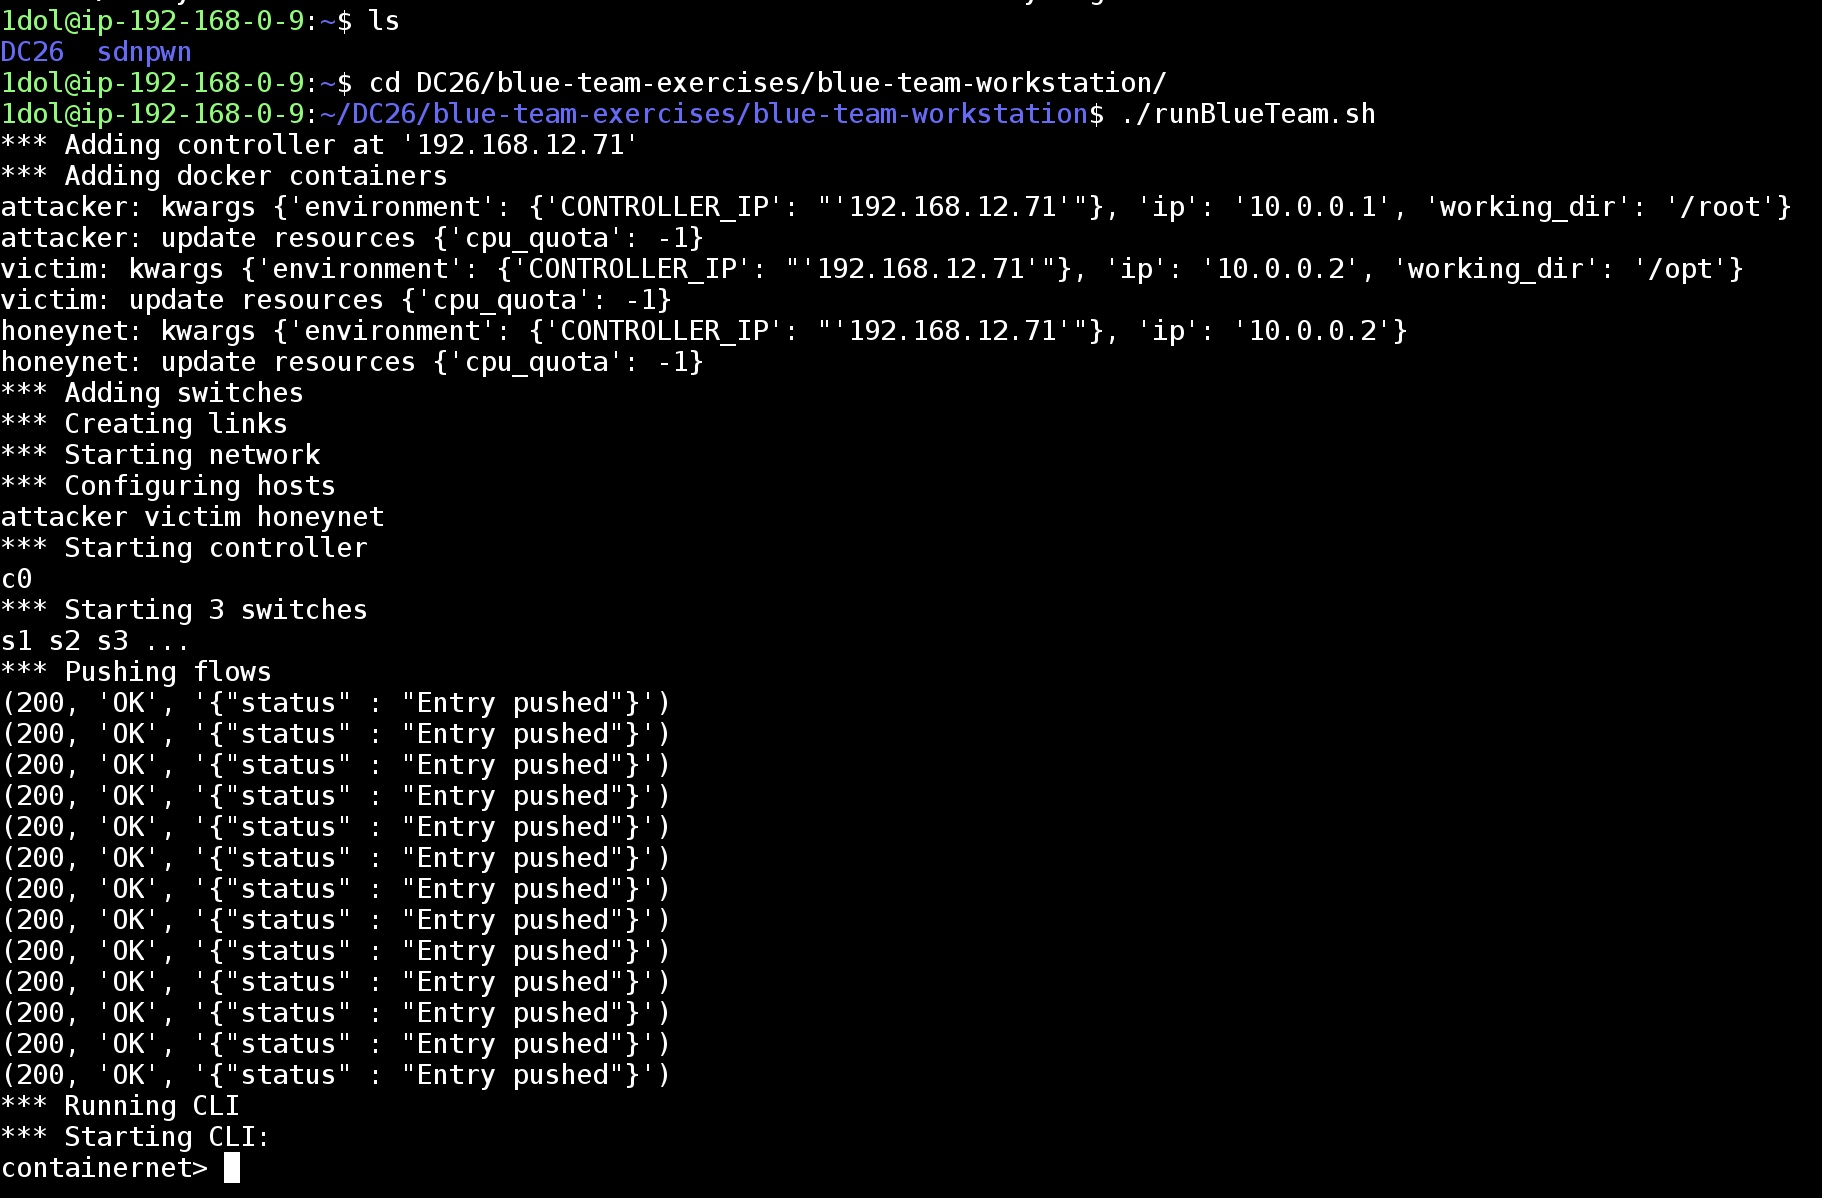 1dol@ip-192-168-0-9:~$ ls
DC26  sdnpwn
1dol@ip-192-168-0-9:~$ cd DC26/blue-team-exercises/blue-team-workstation/
1dol@ip-192-168-0-9:~/DC26/blue-team-exercises/blue-team-workstation$ ./runBlueTeam.sh
*** Adding controller at '192.168.12.71'
*** Adding docker containers
attacker: kwargs {'environment': {'CONTROLLER_IP': "'192.168.12.71'"}, 'ip': '10.0.0.1', 'working_dir': '/root'}
attacker: update resources {'cpu_quota': -1}
victim: kwargs {'environment': {'CONTROLLER_IP': "'192.168.12.71'"}, 'ip': '10.0.0.2', 'working_dir': '/opt'}
victim: update resources {'cpu_quota': -1}
honeynet: kwargs {'environment': {'CONTROLLER_IP': "'192.168.12.71'"}, 'ip': '10.0.0.2'}
honeynet: update resources {'cpu_quota': -1}
*** Adding switches
*** Creating links
*** Starting network
*** Configuring hosts
attacker victim honeynet
*** Starting controller
c0
*** Starting 3 switches
s1 s2 s3 ...
*** Pushing flows
(200, 'OK', '{"status" : "Entry pushed"}')
(200, 'OK', '{"status" : "Entry pushed"}')
(200, 'OK', '{"status" : "Entry pushed"}')
(200, 'OK', '{"status" : "Entry pushed"}')
(200, 'OK', '{"status" : "Entry pushed"}')
(200, 'OK', '{"status" : "Entry pushed"}')
(200, 'OK', '{"status" : "Entry pushed"}')
(200, 'OK', '{"status" : "Entry pushed"}')
(200, 'OK', '{"status" : "Entry pushed"}')
(200, 'OK', '{"status" : "Entry pushed"}')
(200, 'OK', '{"status" : "Entry pushed"}')
(200, 'OK', '{"status" : "Entry pushed"}')
(200, 'OK', '{"status" : "Entry pushed"}')
*** Running CLI
*** Starting CLI:
containernet>